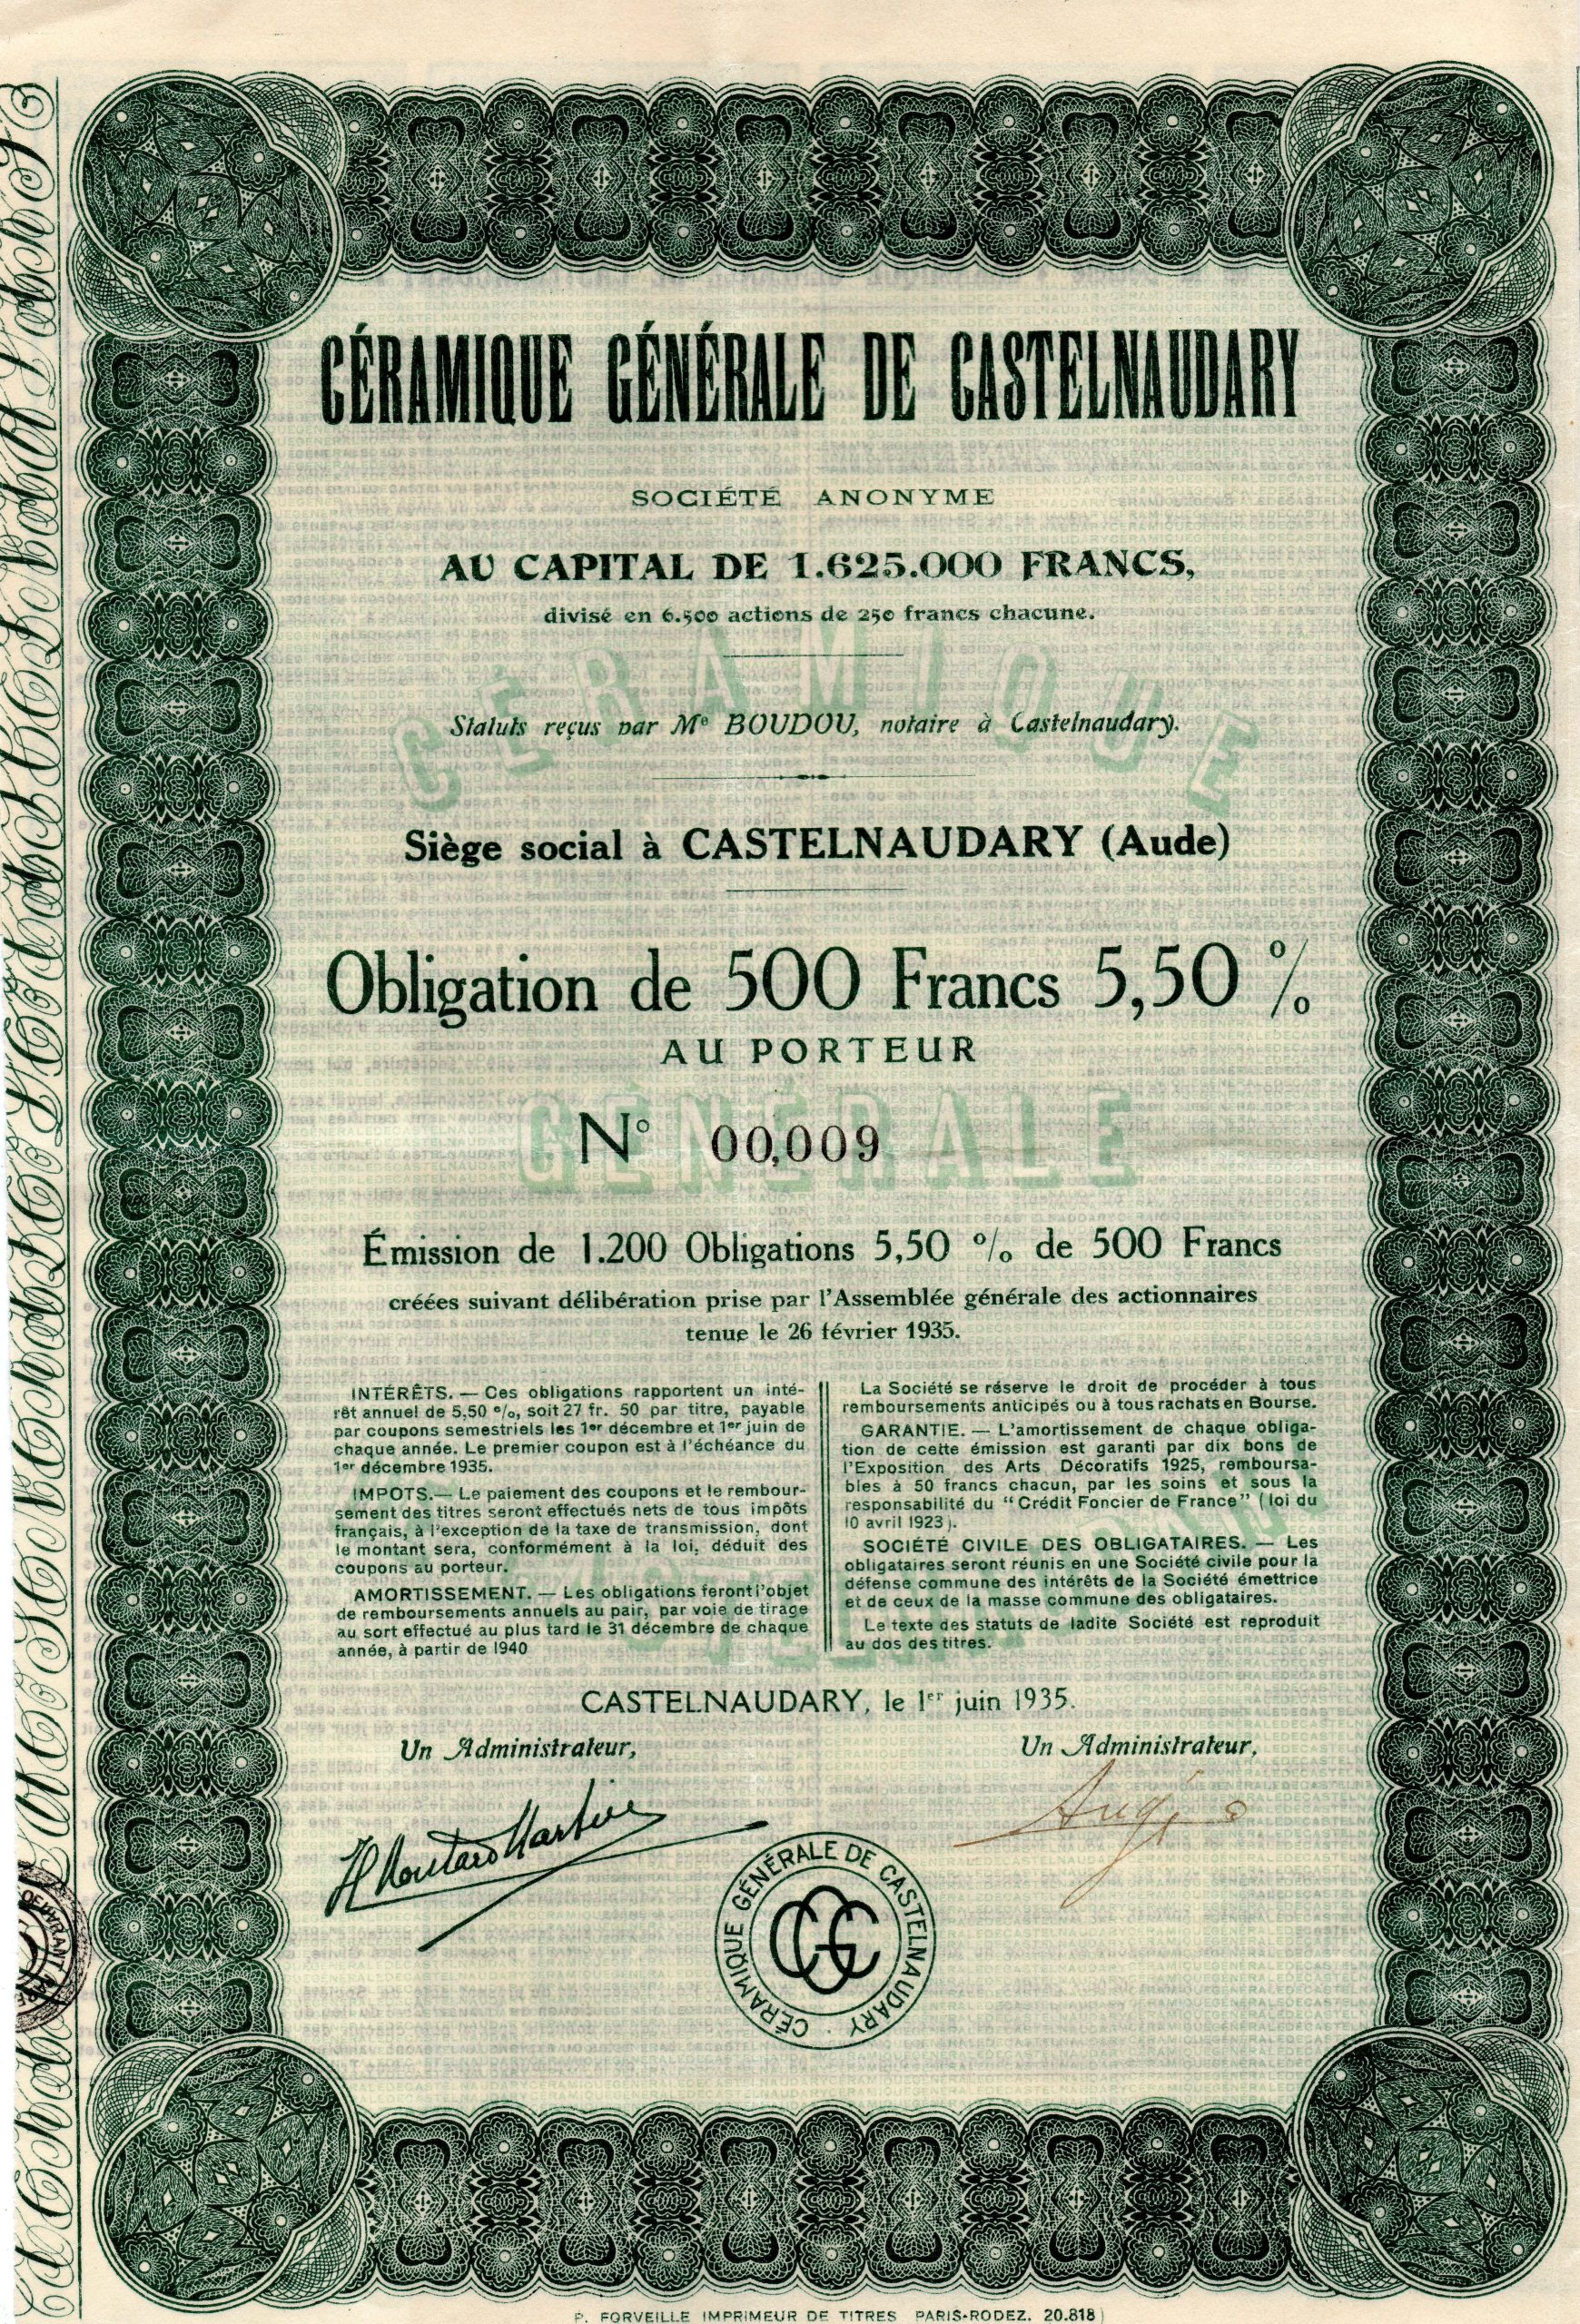 CÉRAMIQUE GÉNÉRALE DE CASTELNAUDARY
SOCIÉTÉ ANONYME
AU CAPITAL DE 1.625.000 FRANCS,
divisé en 6.500 actions de 250 francs chacune.
CÉRAMIQUE
Statuts reçus par Me BOUDOU, notaire à Castelnaudary.
Siège social à CASTELNAUDARY (Aude)
Obligation de 500 Francs 5,50 %
AU PORTEUR
GÉNÉRALE
N° 00,009
Émission de 1.200 Obligations 5,50 % de 500 Francs
créées suivant délibération prise par l'Assemblée générale des actionnaires
tenue le 26 février 1935.
INTÉRÊTS. — Ces obligations rapportent un inté-
rêt annuel de 5,50 %, soit 27 fr. 50 par titre, payable
par coupons semestriels les 1er décembre et 1er juin de
chaque année. Le premier coupon est à l'échéance du
1er décembre 1935.
IMPOTS.— Le paiement des coupons et le rembour-
sement des titres seront effectués nets de tous impôts
français, à l'exception de la taxe de transmission, dont
le montant sera, conformément à la loi, déduit des
coupons au porteur.
AMORTISSEMENT. — Les obligations feront l'objet
de remboursements annuels au pair, par voie de tirage
au sort effectué au plus tard le 31 décembre de chaque
année, à partir de 1940
La Société se réserve le droit de procéder à tous
remboursements anticipés ou à tous rachats en Bourse.
GARANTIE. — L'amortissement de chaque obliga-
tion de cette émission est garanti par dix bons de
l'Exposition des Arts Décoratifs 1925, remboursa-
bles à 50 francs chacun, par les soins et sous la
responsabilité du "Crédit Foncier de France" (loi du
10 avril 1923).
SOCIÉTÉ CIVILE DES OBLIGATAIRES. — Les
obligataires seront réunis en une Société civile pour la
défense commune des intérêts de la Société émettrice
et de ceux de la masse commune des obligataires.
Le texte des statuts de ladite Société est reproduit
au dos des titres.
CASTELNAUDARY, le 1er juin 1935.
Un Administrateur,
Un Administrateur,
CÉRAMIQUE GÉNÉRALE DE CASTELNAUDARY
CGC
P. FORVEILLE IMPRIMEUR DE TITRES PARIS-RODEZ. 20.818